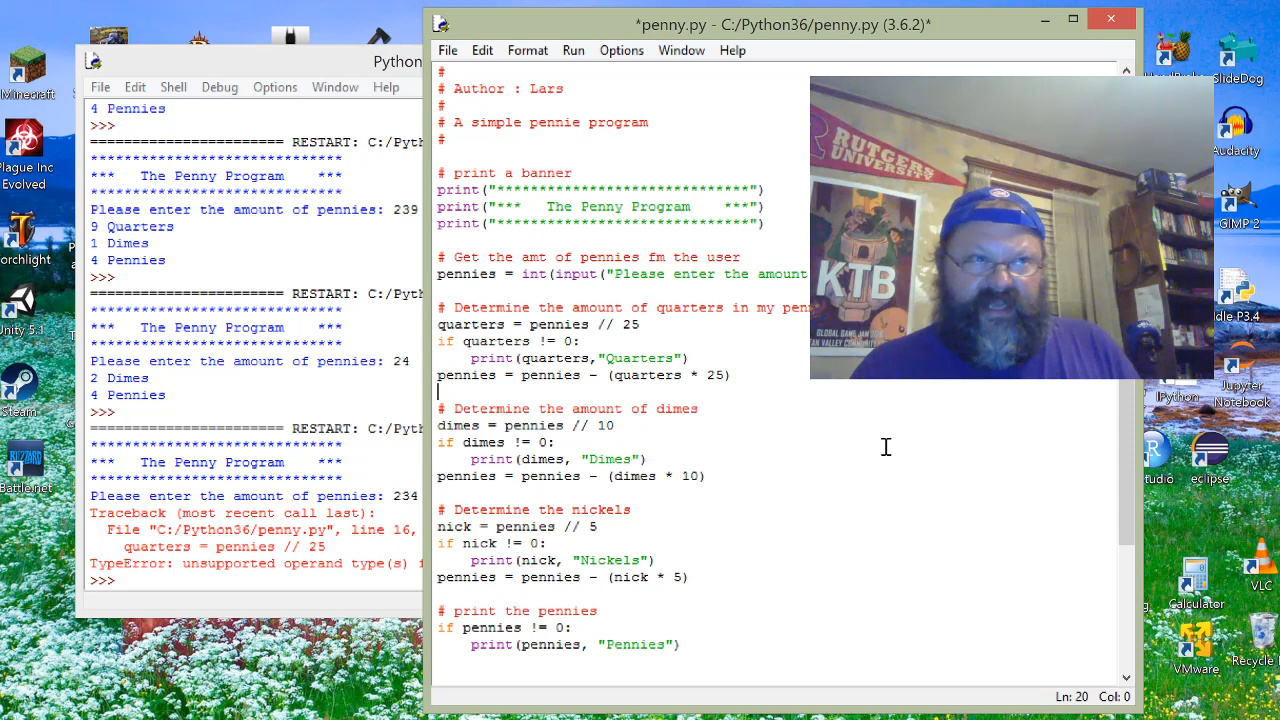 *penny.py - C:/Python36/penny.py (3.6.2)*
File Edit Format Run Options Window Help
#
# Author : Lars
#
# A simple pennie program
#
# print a banner
print("******************************")
print("***   The Penny Program    ***")
print("******************************")
# Get the amt of pennies fm the user
pennies = int(input("Please enter the amount
# Determine the amount of quarters in my
quarters = pennies // 25
if quarters != 0:
    print(quarters,"Quarters")
pennies = pennies - (quarters * 25)
# Determine the amount of dimes
dimes = pennies // 10
if dimes != 0:
    print(dimes, "Dimes")
pennies = pennies - (dimes * 10)
# Determine the nickels
nick = pennies // 5
if nick != 0:
    print(nick, "Nickels")
pennies = pennies - (nick * 5)
# print the pennies
if pennies != 0:
    print(pennies, "Pennies")
Ln: 20 Col: 0
Python
File Edit Shell Debug Options Window Help
4 Pennies
>>>
======================= RESTART: C:/Pyth
******************************
***   The Penny Program    ***
******************************
Please enter the amount of pennies: 239
9 Quarters
1 Dimes
4 Pennies
>>>
======================= RESTART: C:/Pyth
***   The Penny Program    ***
******************************
Please enter the amount of pennies: 24
2 Dimes
4 Pennies
>>>
======================= RESTART: C:/Pyth
******************************
***   The Penny Program    ***
******************************
Please enter the amount of pennies: 234
Traceback (most recent call last):
  File "C:/Python36/penny.py", line 16,
    quarters = pennies // 25
TypeError: unsupported operand type(s)
>>>
Minecraft
Plague Inc
Evolved
Torchlight
Unity 5.1
Steam
Battle.net
RUTGERS
UNIVERSITY
KTB
GLOBAL GAME JAM
VALLEY
SlideDog
Audacity
GIMP 2
Idle P3.4
IPython
Jupyter
Notebook
eclipse
Calculator
VLC
VMware
Recycle